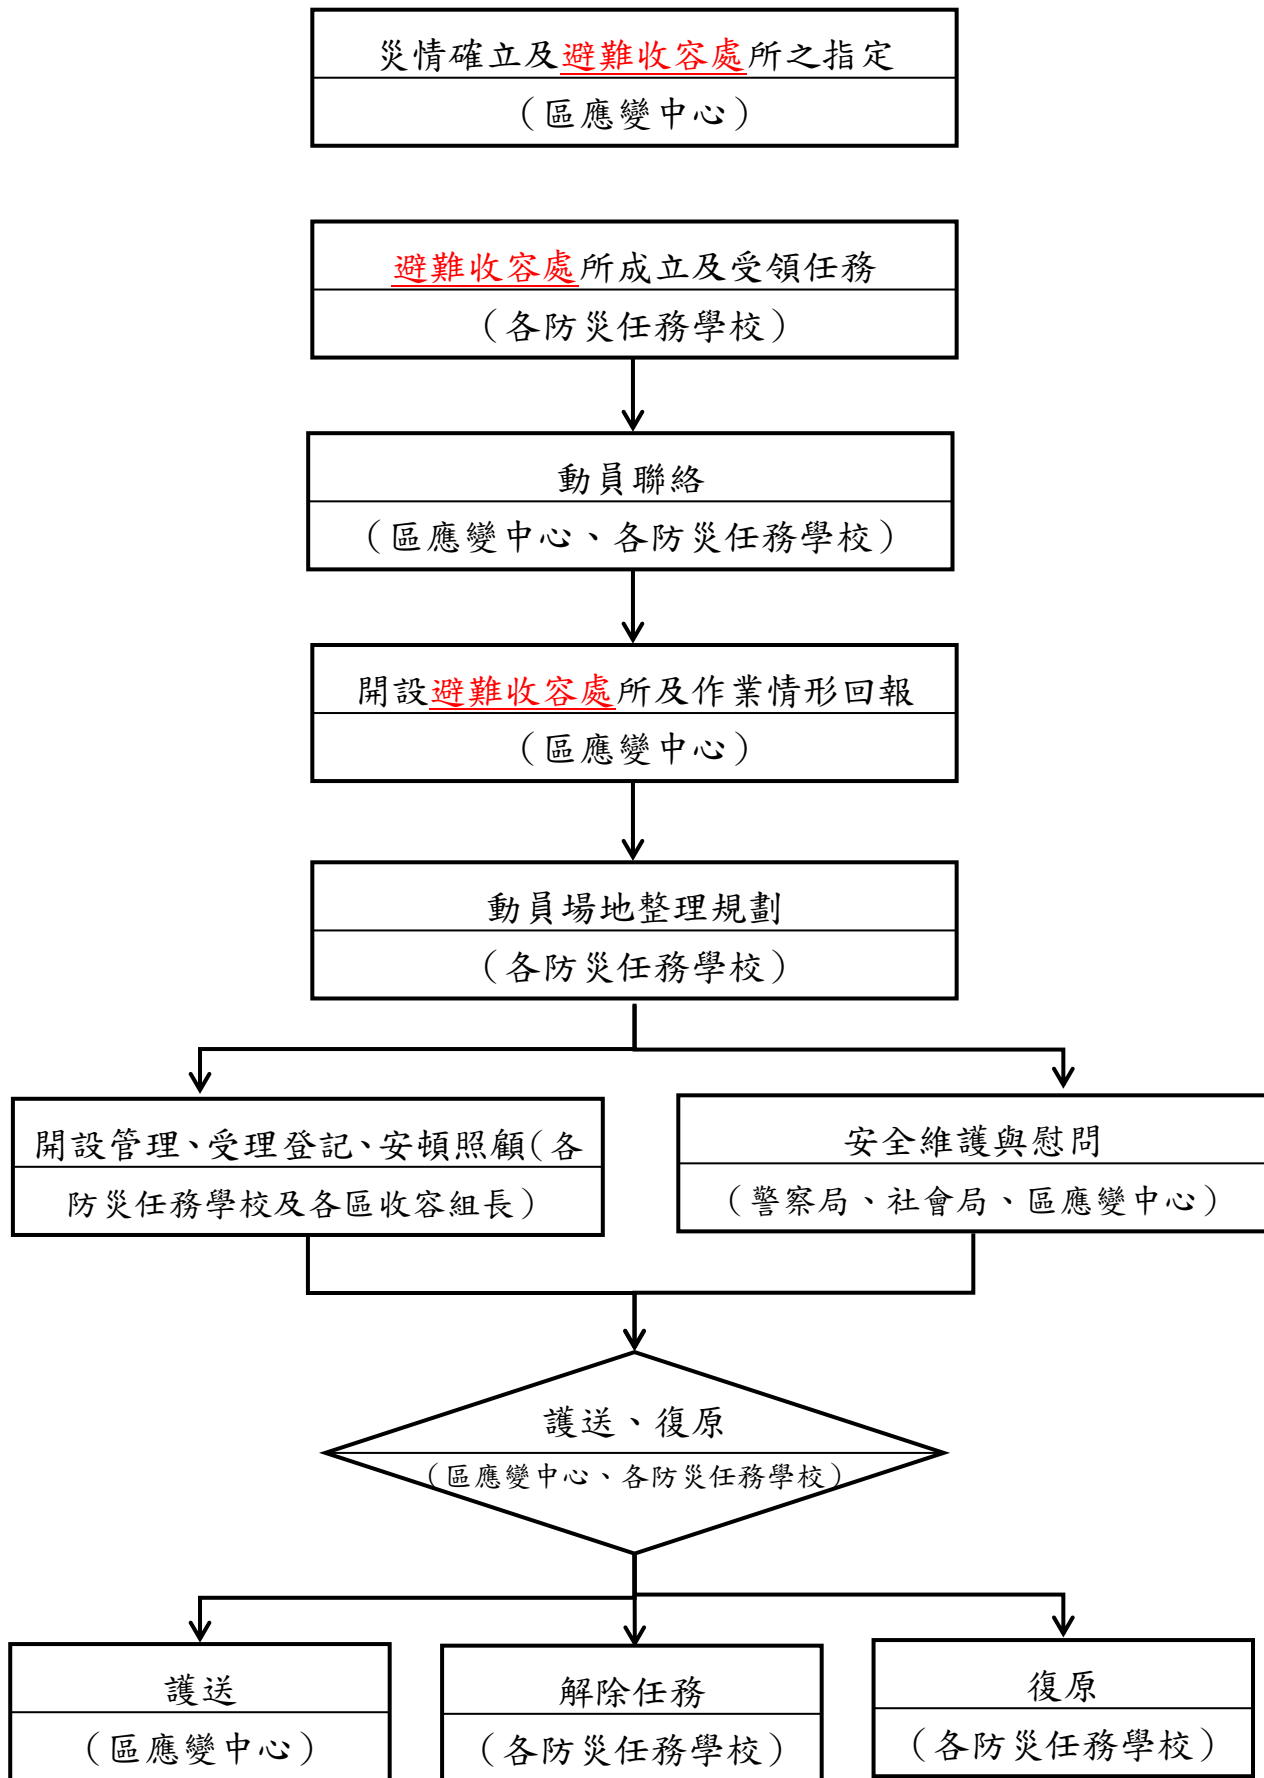 災情確立及避難收容處所之指定
（區應變中心）
避難收容處所成立及受領任務
（各防災任務學校）
動員聯絡
（區應變中心、各防災任務學校）
開設避難收容處所及作業情形回報
（區應變中心）
動員場地整理規劃
（各防災任務學校）
開設管理、受理登記、安頓照顧（各
防災任務學校及各區收容組長）
安全維護與慰問
（警察局、社會局、區應變中心）
護送、復原
（區應變中心、各防災任務學校）
護送
（區應變中心）
解除任務
（各防災任務學校）
復原
（各防災任務學校）